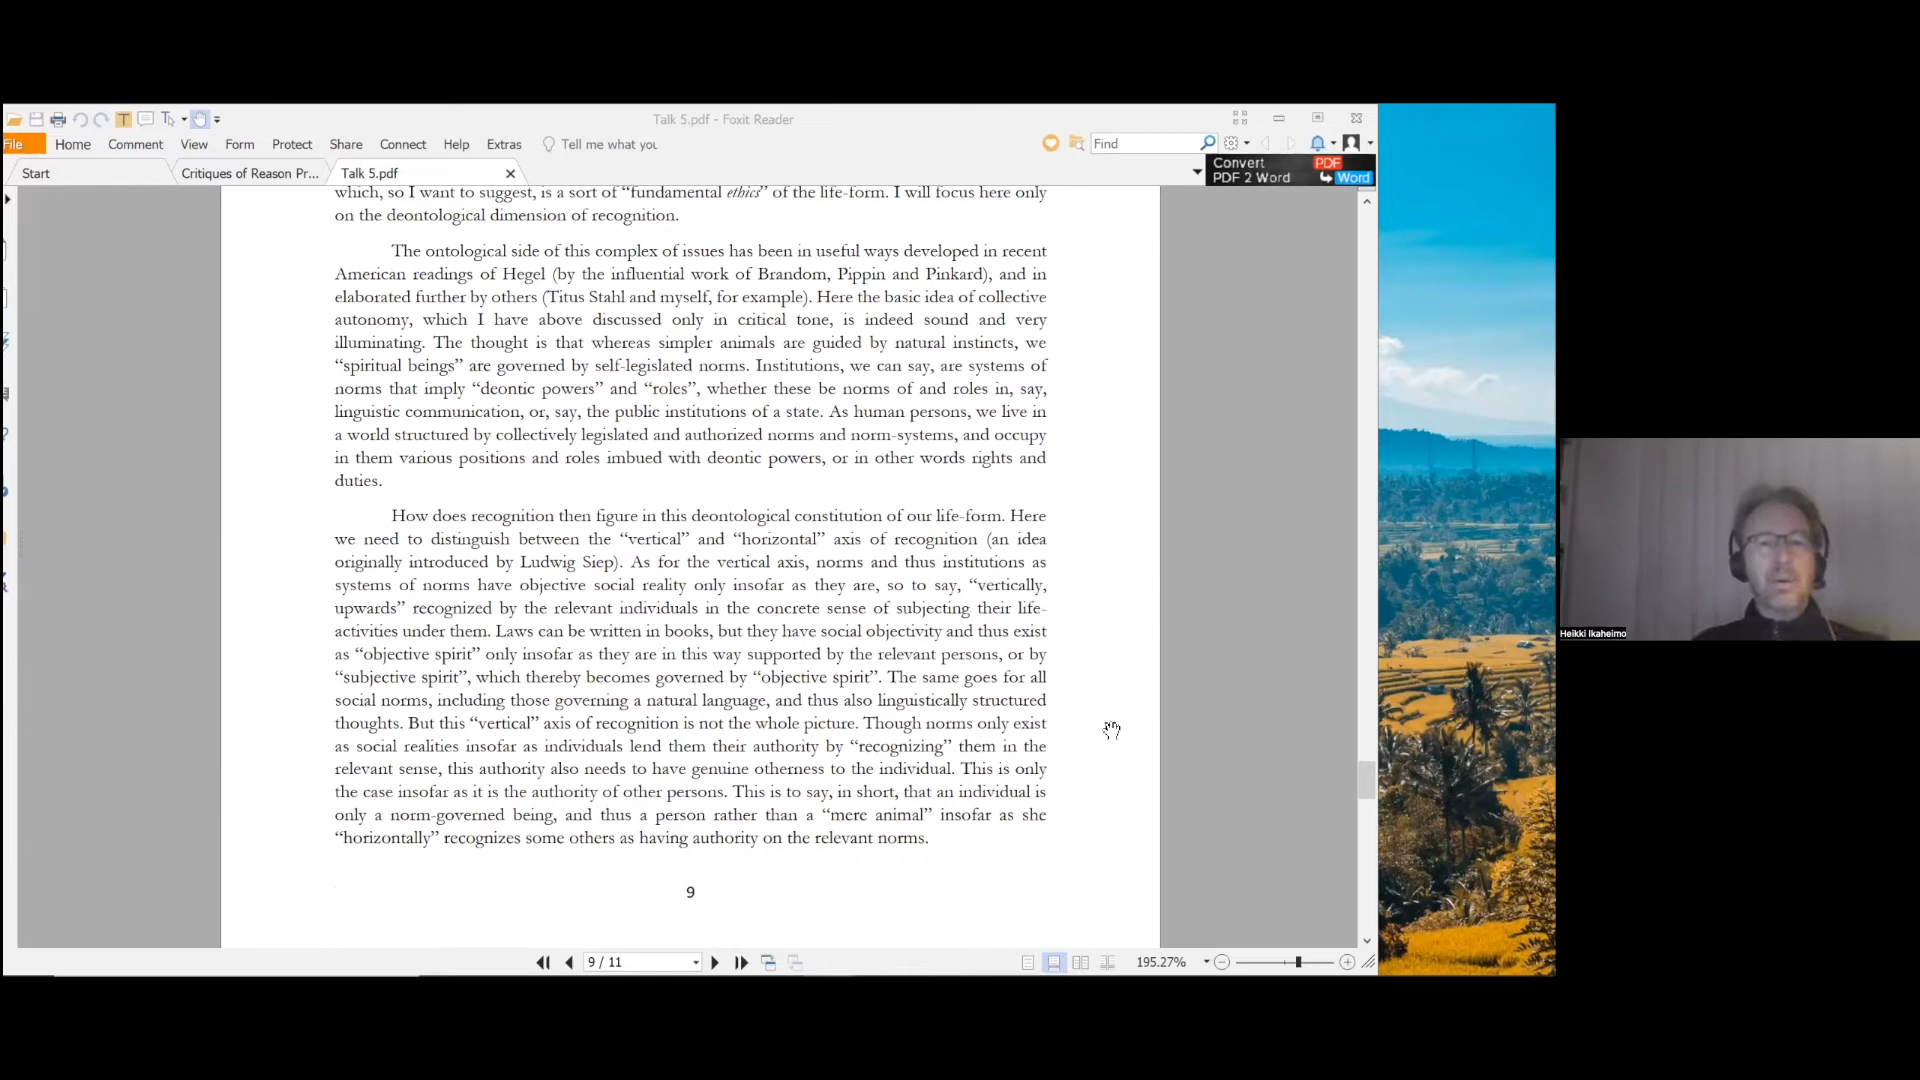 Talk 5.pdf - Foxit Reader
File Home Comment View Form Protect Share Connect Help Extras Tell me what you Find
Start Critiques of Reason Pr... Talk 5.pdf
Convert PDF
PDF 2 Word Word
which, so I want to suggest, is a sort of “fundamental ethics” of the life-form. I will focus here only
on the deontological dimension of recognition.
The ontological side of this complex of issues has been in useful ways developed in recent
American readings of Hegel (by the influential work of Brandom, Pippin and Pinkard), and in
elaborated further by others (Titus Stahl and myself, for example). Here the basic idea of collective
autonomy, which I have above discussed only in critical tone, is indeed sound and very
illuminating. The thought is that whereas simpler animals are guided by natural instincts, we
“spiritual beings” are governed by self-legislated norms. Institutions, we can say, are systems of
norms that imply “deontic powers” and “roles”, whether these be norms of and roles in, say,
linguistic communication, or, say, the public institutions of a state. As human persons, we live in
a world structured by collectively legislated and authorized norms and norm-systems, and occupy
in them various positions and roles imbued with deontic powers, or in other words rights and
duties.
How does recognition then figure in this deontological constitution of our life-form. Here
we need to distinguish between the “vertical” and “horizontal” axis of recognition (an idea
originally introduced by Ludwig Siep). As for the vertical axis, norms and thus institutions as
systems of norms have objective social reality only insofar as they are, so to say, “vertically,
upwards” recognized by the relevant individuals in the concrete sense of subjecting their life-
activities under them. Laws can be written in books, but they have social objectivity and thus exist
as “objective spirit” only insofar as they are in this way supported by the relevant persons, or by
“subjective spirit”, which thereby becomes governed by “objective spirit”. The same goes for all
social norms, including those governing a natural language, and thus also linguistically structured
thoughts. But this “vertical” axis of recognition is not the whole picture. Though norms only exist
as social realities insofar as individuals lend them their authority by “recognizing” them in the
relevant sense, this authority also needs to have genuine otherness to the individual. This is only
the case insofar as it is the authority of other persons. This is to say, in short, that an individual is
only a norm-governed being, and thus a person rather than a “mere animal” insofar as she
“horizontally” recognizes some others as having authority on the relevant norms.
9
9 / 11 195.27%
Heikki Ikaheimo